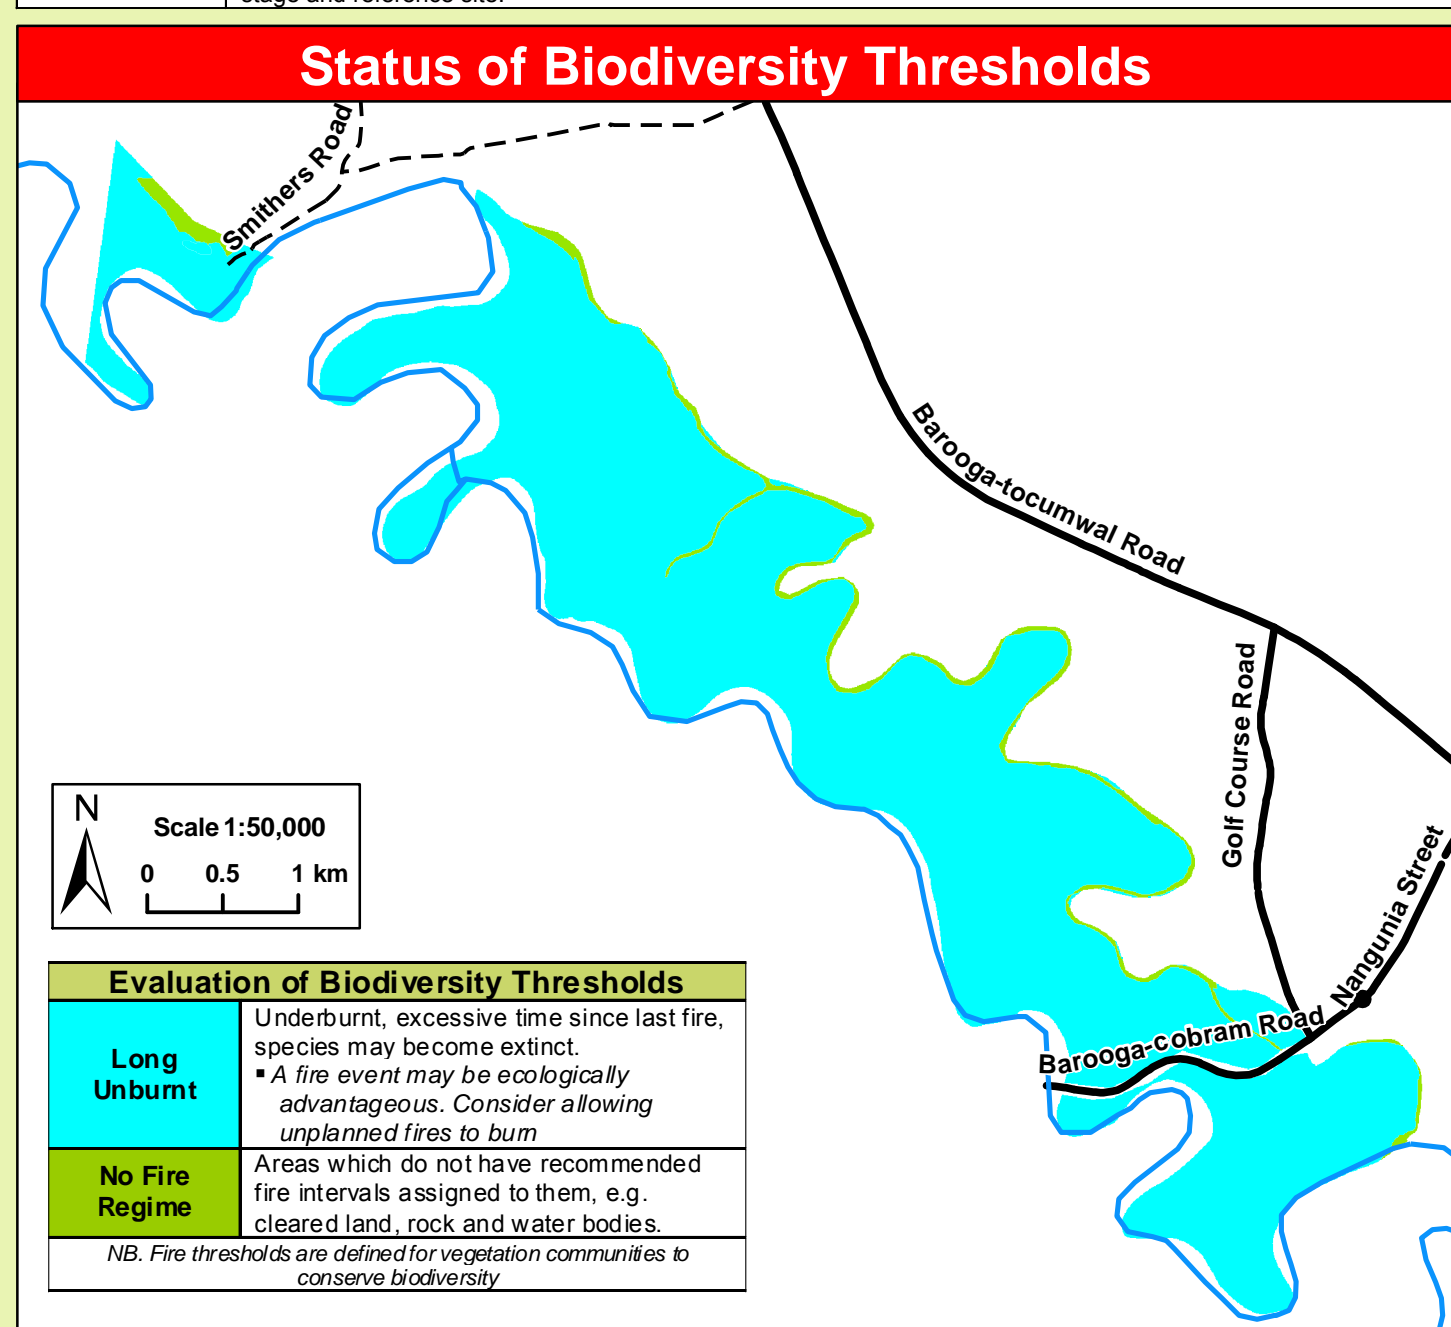 stage and reference site.
Status of Biodiversity Thresholds
Smithers Road
Barooga-tocumwal Road
Golf Course Road
Nangunia Street
Barooga-cobram Road
N
Scale 1:50,000
0 0.5 1 km
Evaluation of Biodiversity Thresholds
Long
Unburnt
Underburnt, excessive time since last fire,
species may become extinct.
▪ A fire event may be ecologically
advantageous. Consider allowing
unplanned fires to burn
No Fire
Regime
Areas which do not have recommended
fire intervals assigned to them, e.g.
cleared land, rock and water bodies.
NB. Fire thresholds are defined for vegetation communities to
conserve biodiversity